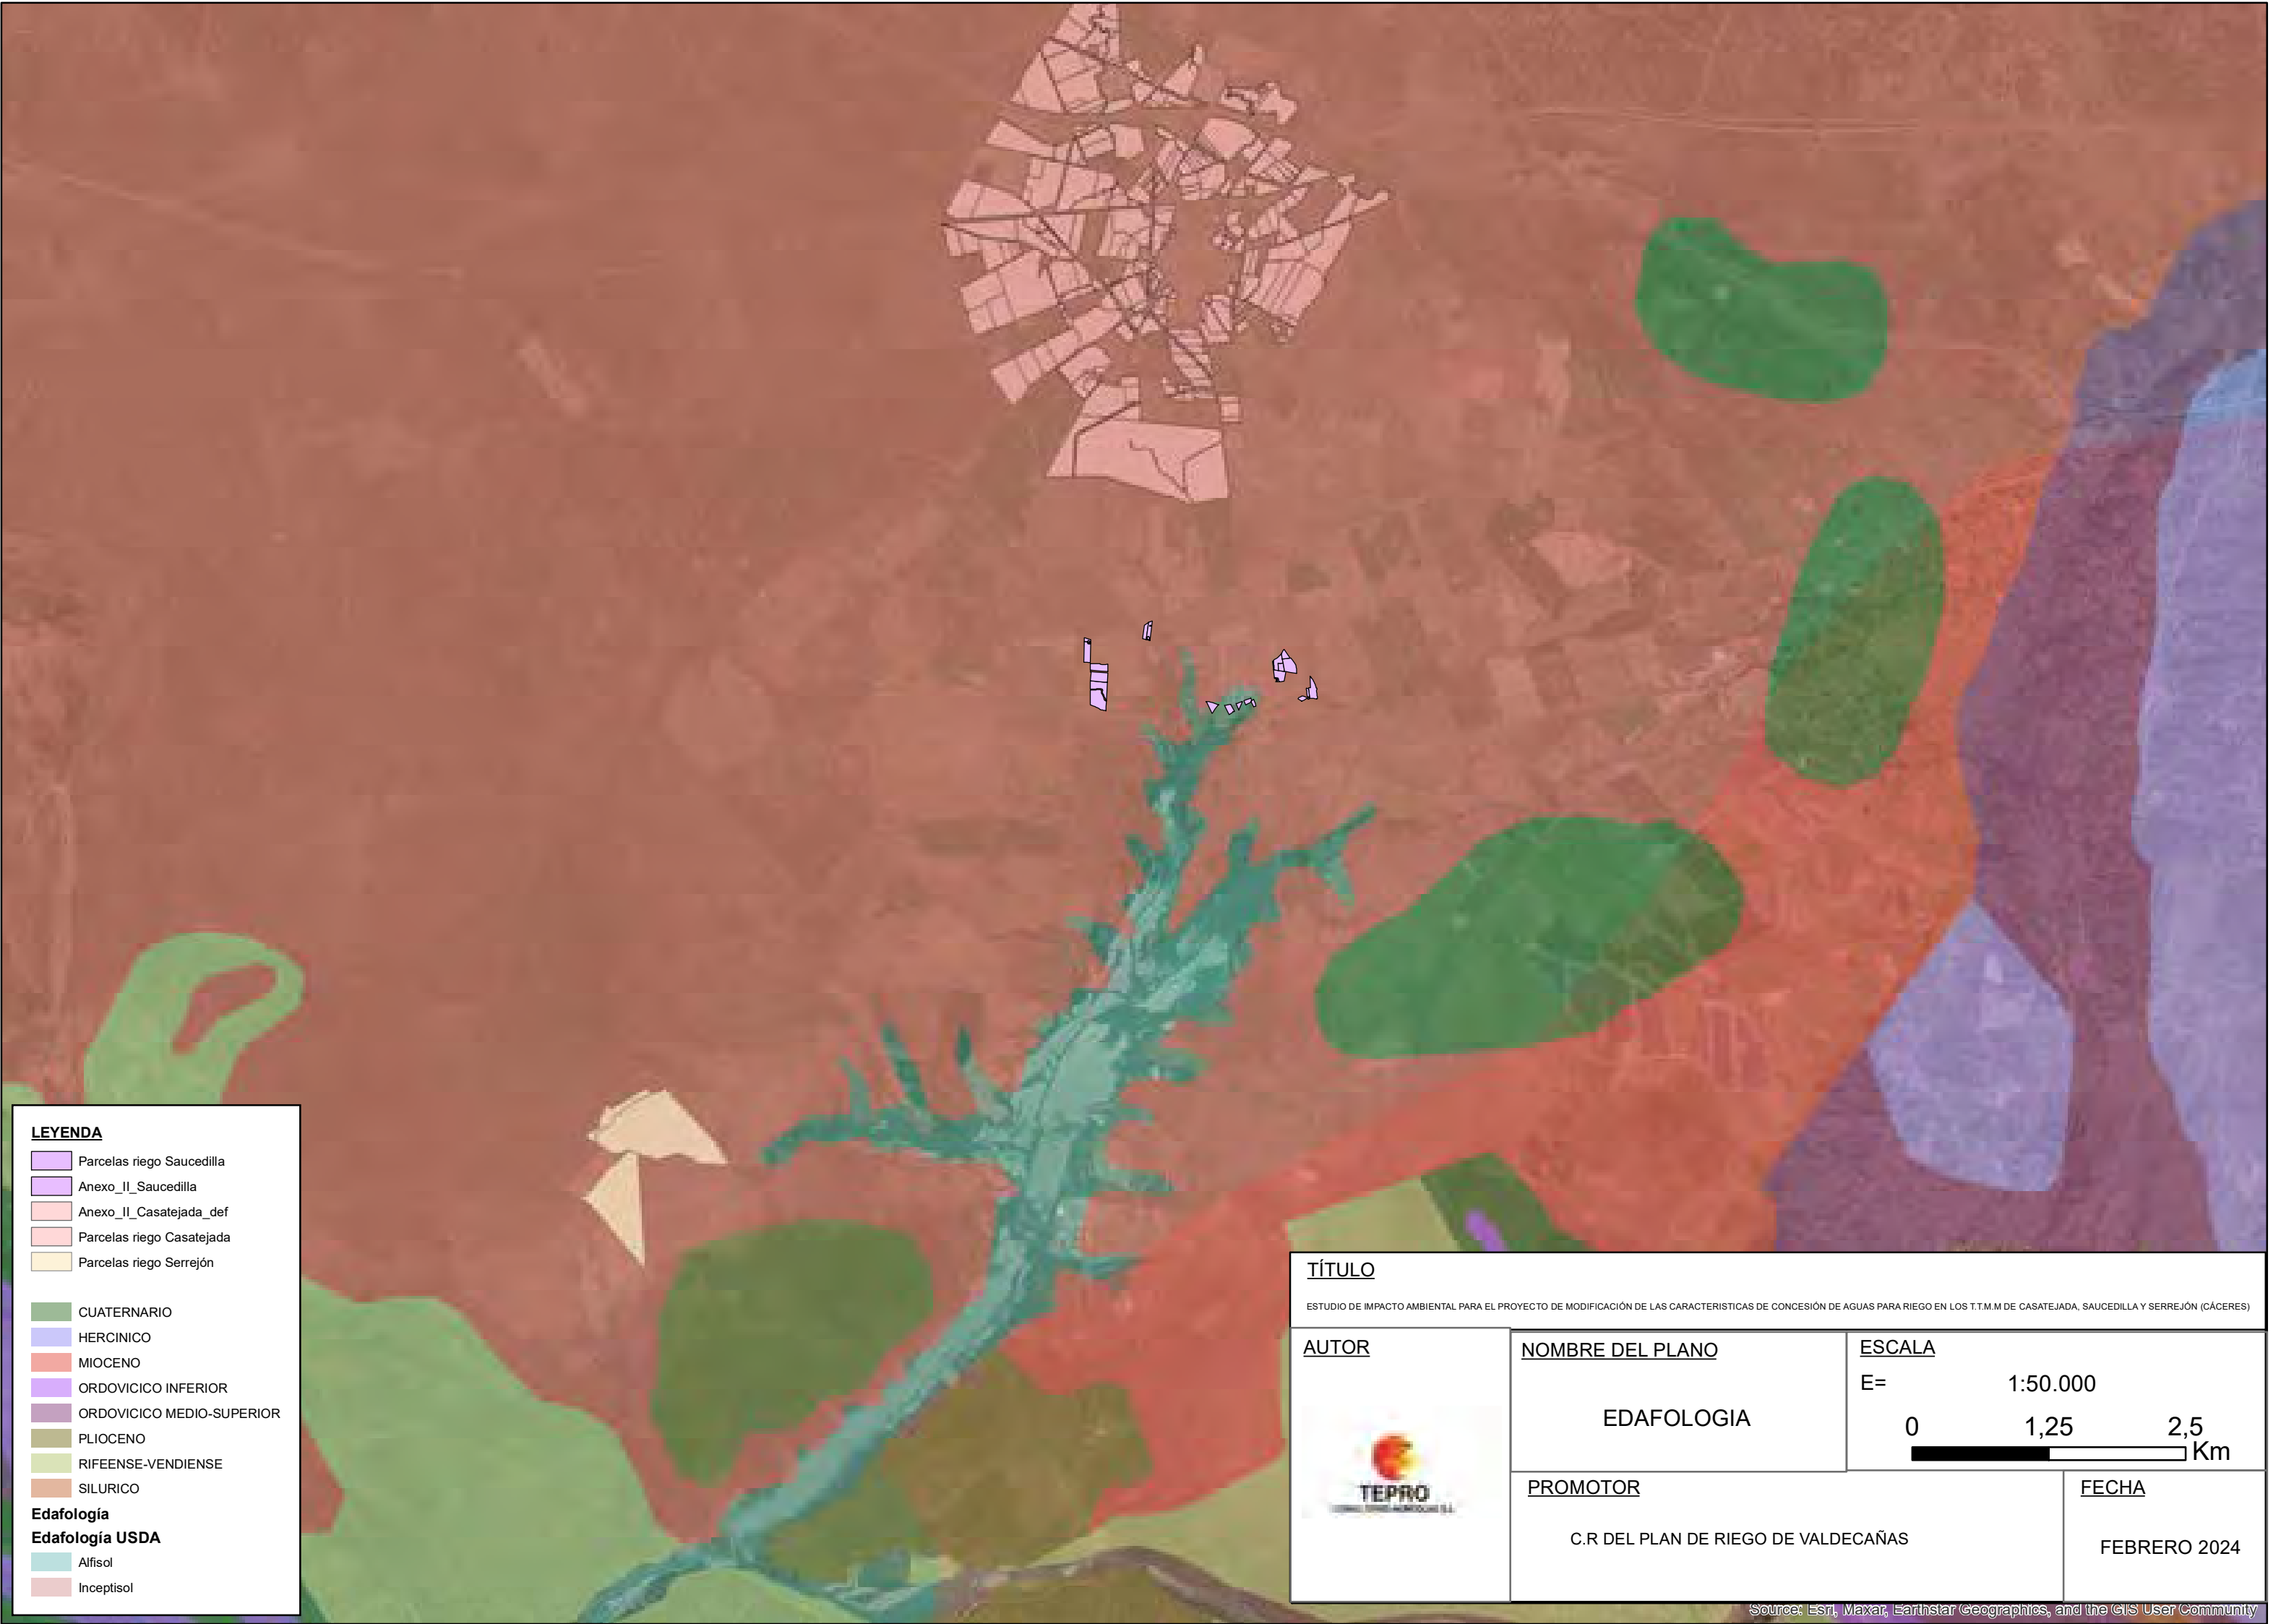 LEYENDA
Parcelas riego Saucedilla
Anexo_II_Saucedilla
Anexo_II_Casatejada_def
Parcelas riego Casatejada
Parcelas riego Serrejón
CUATERNARIO
HERCINICO
MIOCENO
ORDOVICICO INFERIOR
ORDOVICICO MEDIO-SUPERIOR
PLIOCENO
RIFEENSE-VENDIENSE
SILURICO
Edafología
Edafología USDA
Alfisol
Inceptisol
TÍTULO
ESTUDIO DE IMPACTO AMBIENTAL PARA EL PROYECTO DE MODIFICACIÓN DE LAS CARACTERISTICAS DE CONCESIÓN DE AGUAS PARA RIEGO EN LOS T.T.M.M DE CASATEJADA, SAUCEDILLA Y SERREJÓN (CÁCERES)
AUTOR
TEPRO
NOMBRE DEL PLANO
EDAFOLOGIA
ESCALA
E= 1:50.000
0 1,25 2,5
Km
PROMOTOR
C.R DEL PLAN DE RIEGO DE VALDECAÑAS
FECHA
FEBRERO 2024
Source: Esri, Maxar, Earthstar Geographics, and the GIS User Community